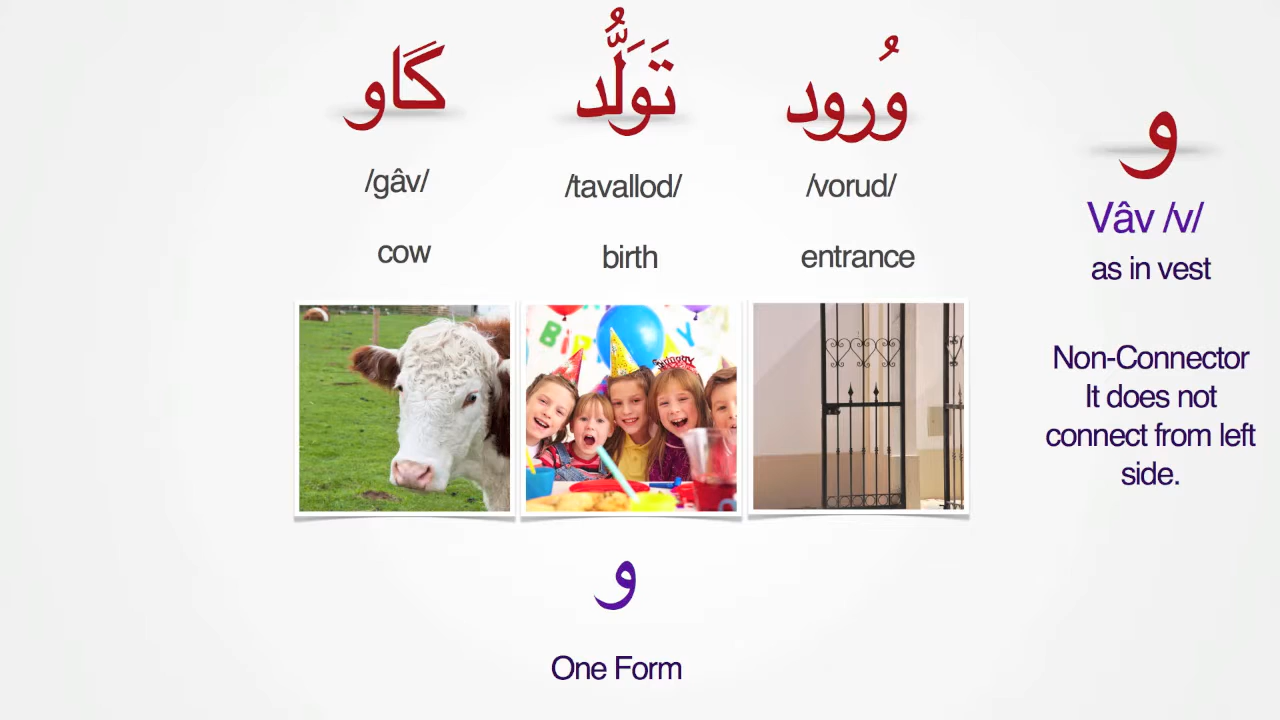 گاو
تَوَلُّد
وُرود
و
/gâv/
/tavallod/
/vorud/
Vâv /v/
cow
birth
entrance
as in vest
Non-Connector
It does not
connect from left
side.
و
One Form